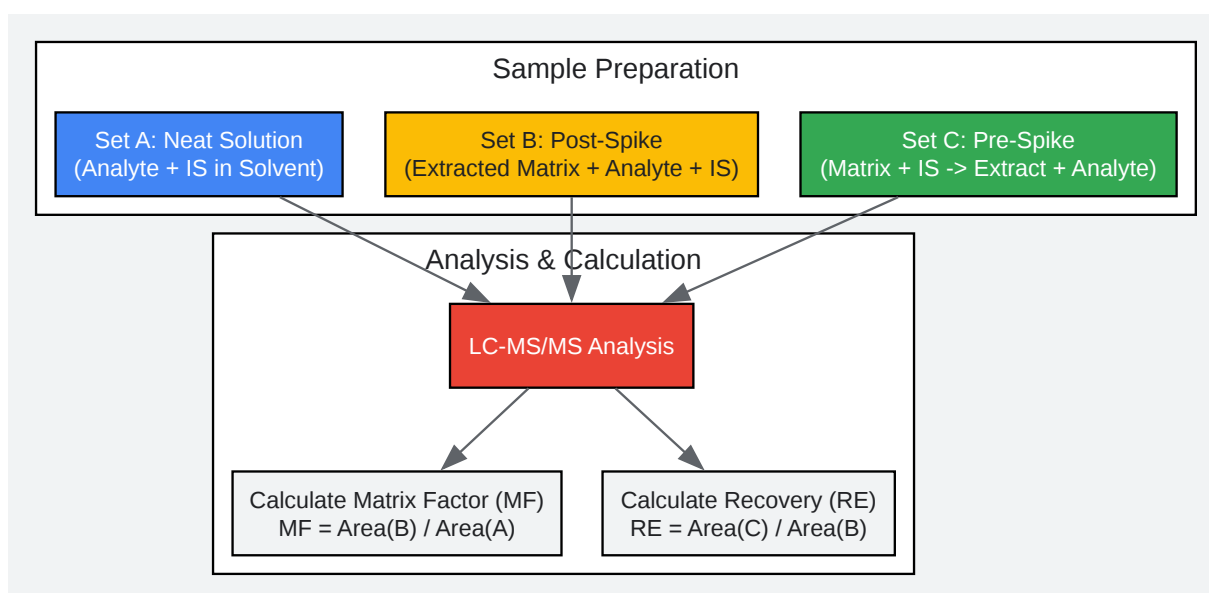 Sample Preparation
Set A: Neat Solution
(Analyte + IS in Solvent)
Set B: Post-Spike
(Extracted Matrix + Analyte + IS)
Set C: Pre-Spike
(Matrix + IS -> Extract + Analyte)
Analysis & Calculation
LC-MS/MS Analysis
Calculate Matrix Factor (MF)
MF = Area(B) / Area(A)
Calculate Recovery (RE)
RE = Area(C) / Area(B)